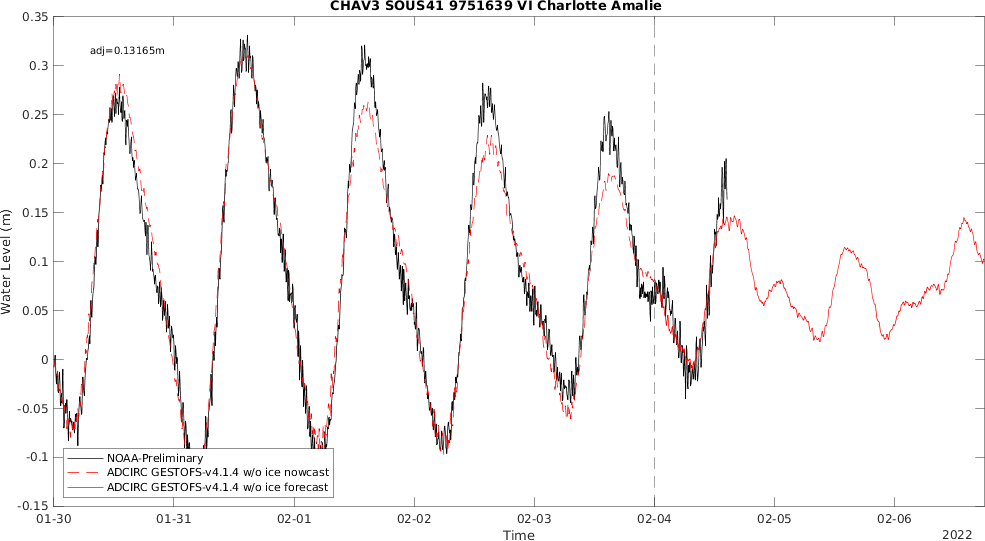 CHAV3 SOUS41 9751639 VI Charlotte Amalie
adj=0.13165m
0.35
0.3
0.25
0.2
0.15
0.1
0.05
0
-0.05
-0.1
-0.15
Water Level (m)
NOAA-Preliminary
ADCIRC GESTOFS-v4.1.4 w/o ice nowcast
ADCIRC GESTOFS-v4.1.4 w/o ice forecast
01-30 01-31 02-01 02-02 02-03 02-04 02-05 02-06
Time
2022